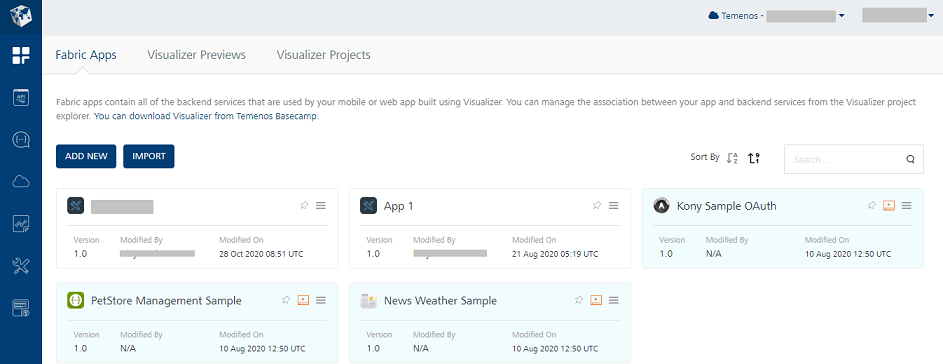 Temenos -
Fabric Apps Visualizer Previews Visualizer Projects
Fabric apps contain all of the backend services that are used by your mobile or web app built using Visualizer. You can manage the association between your app and backend services from the Visualizer project
explorer. You can download Visualizer from Temenos Basecamp.
ADD NEW IMPORT Sort By Search...
App 1 Kony Sample OAuth
Version Modified By Modified On Version Modified By Modified On Version Modified By Modified On
1.0 28 Oct 2020 08:51 UTC 1.0 21 Aug 2020 05:19 UTC 1.0 N/A 10 Aug 2020 12:50 UTC
PetStore Management Sample News Weather Sample
Version Modified By Modified On Version Modified By Modified On
1.0 N/A 10 Aug 2020 12:50 UTC 1.0 N/A 10 Aug 2020 12:50 UTC